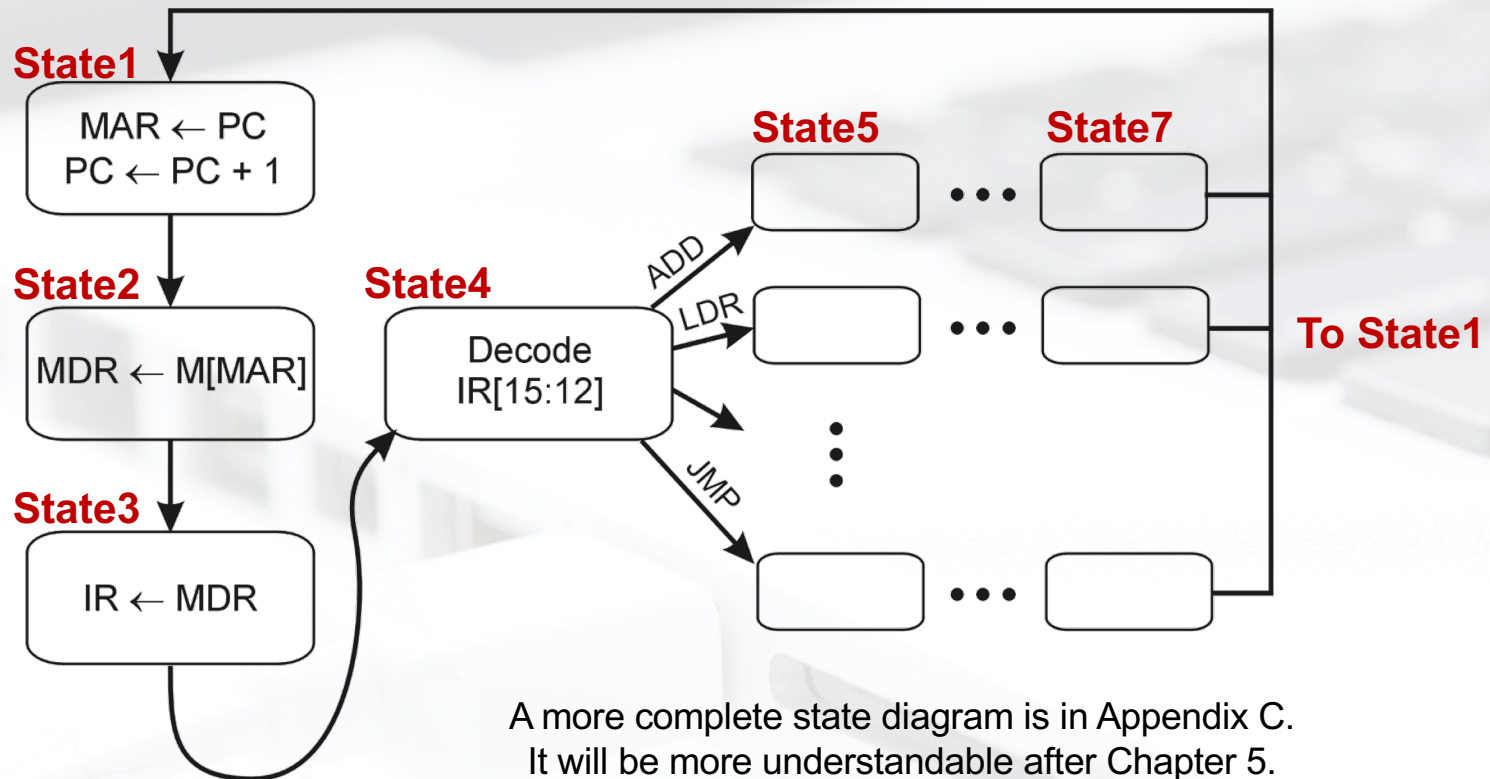 State1
MAR ← PC
PC ← PC + 1
State2
MDR ← M[MAR]
State3
IR ← MDR
State4
Decode
IR[15:12]
ADD
LDR
JMP
State5
State7
To State1
A more complete state diagram is in Appendix C.
It will be more understandable after Chapter 5.